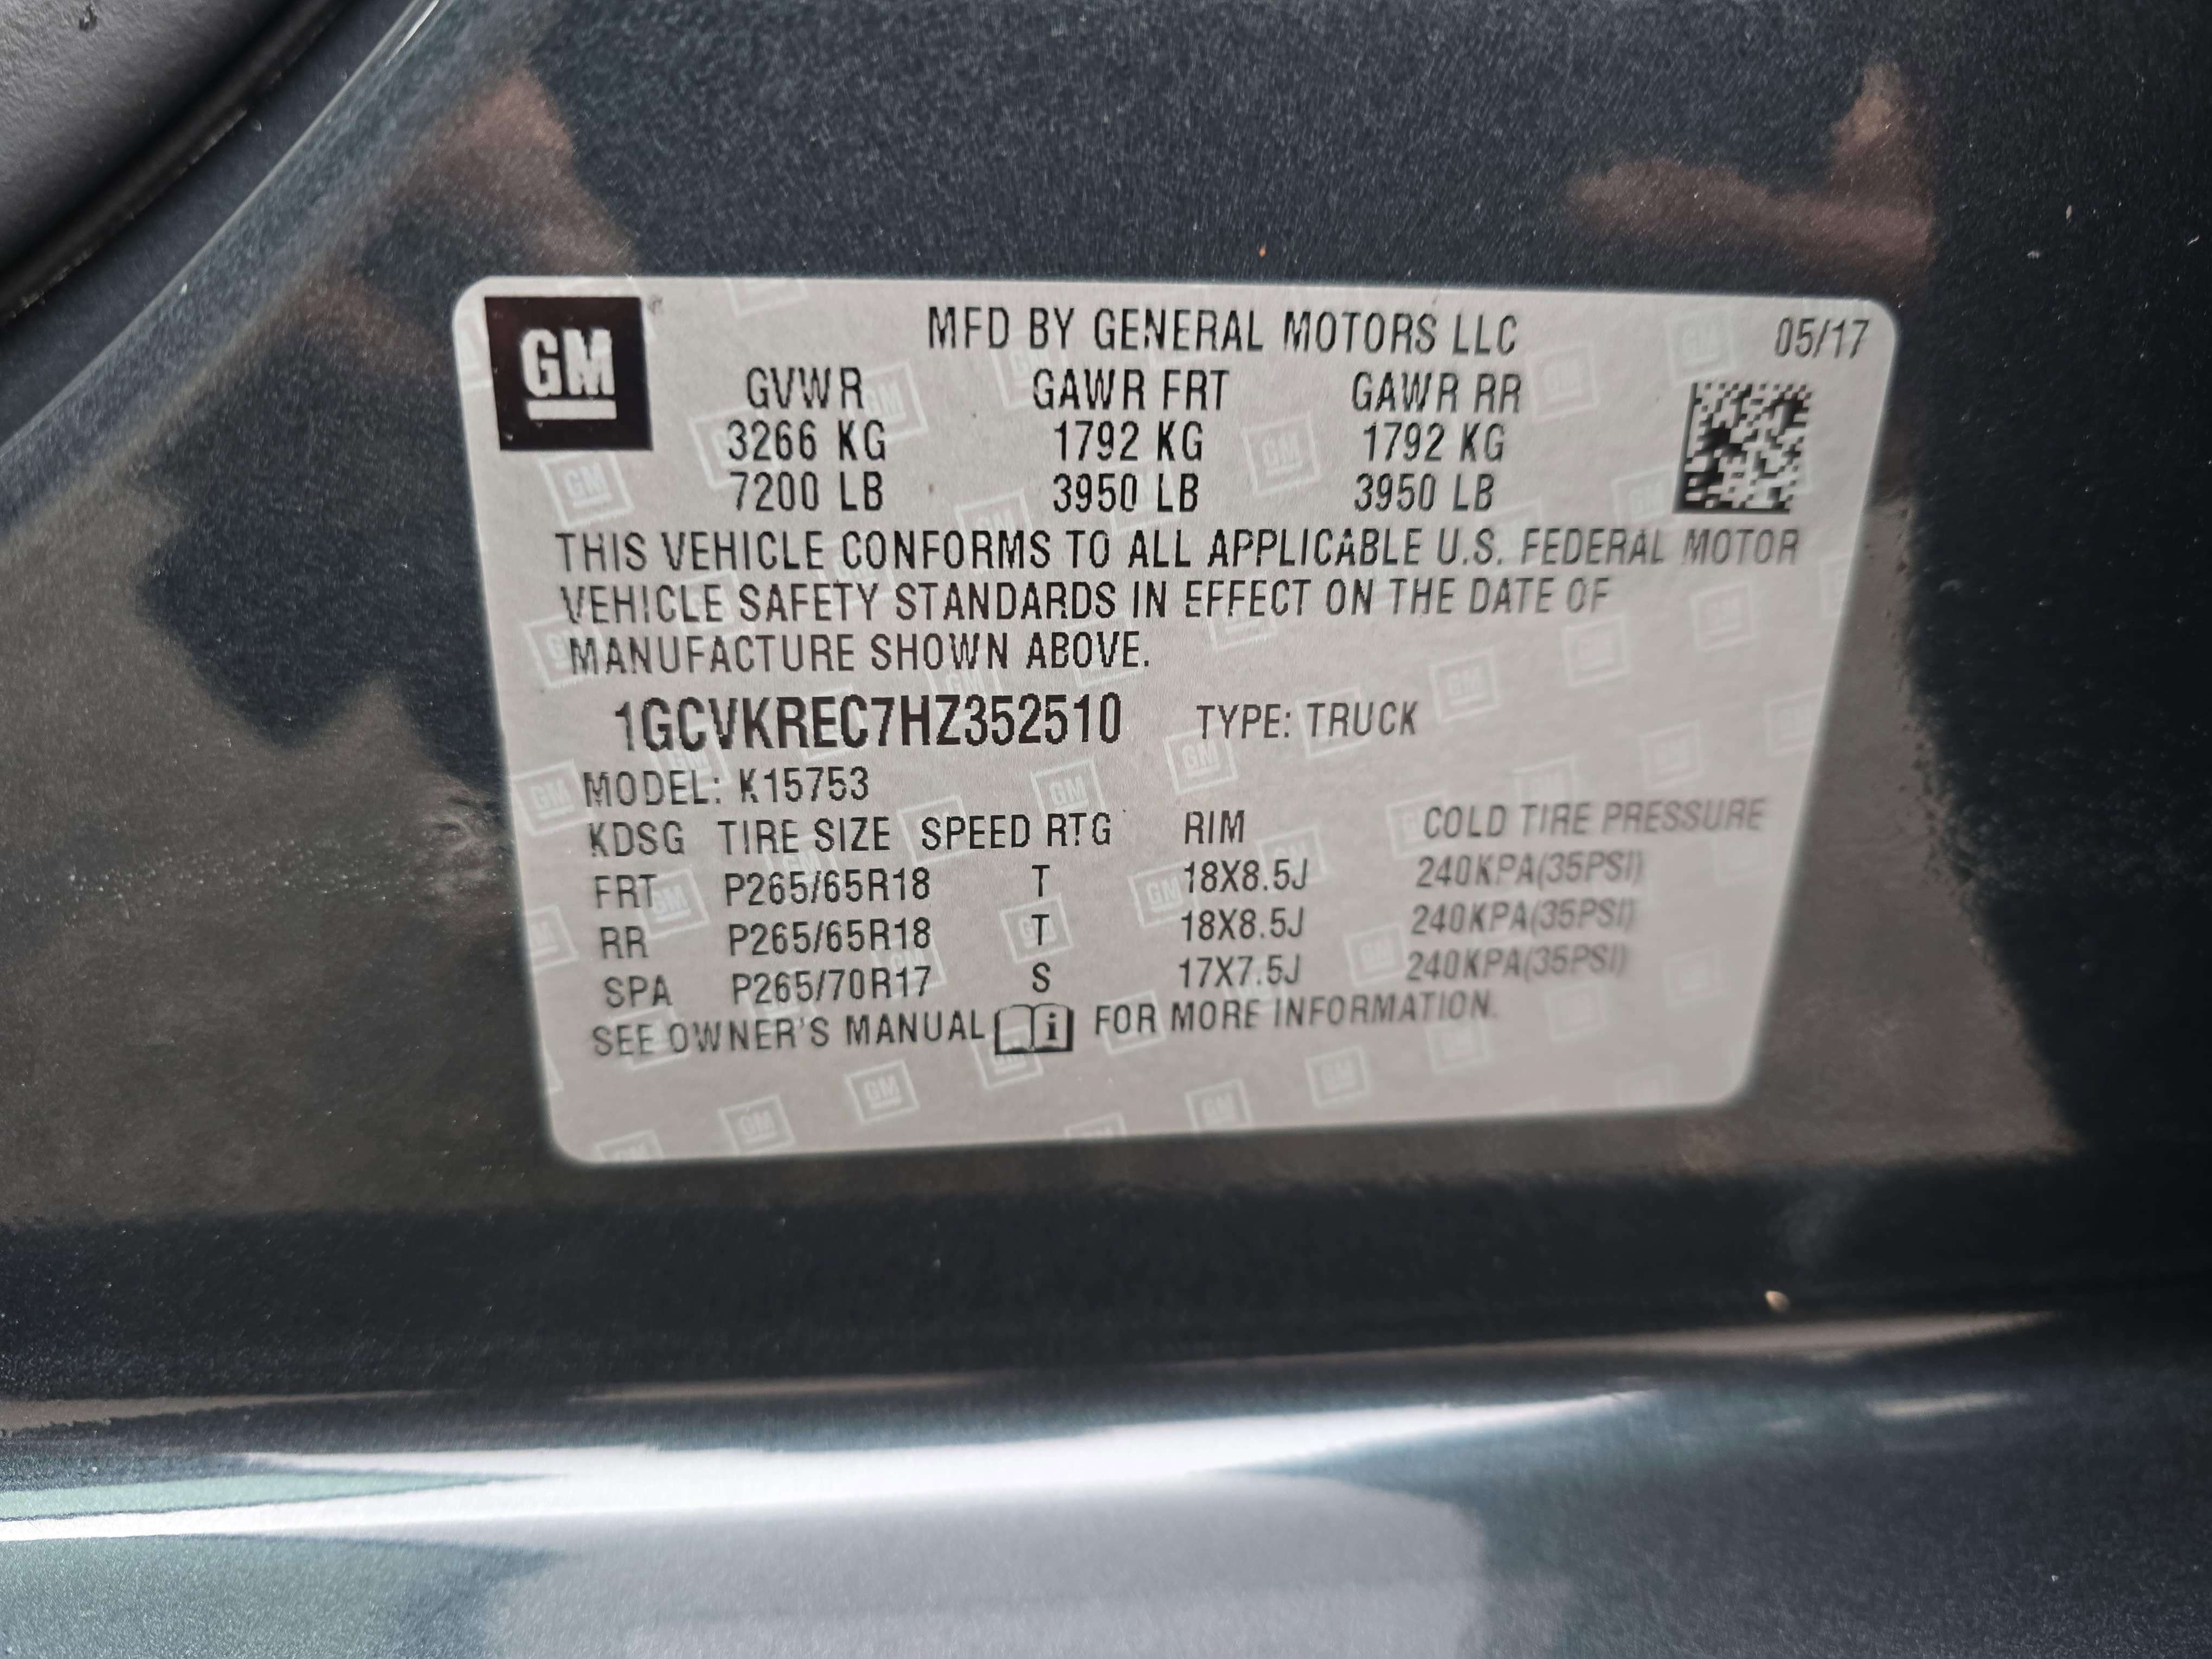 GM
MFD BY GENERAL MOTORS LLC 05/17
GVWR GAWR FRT GAWR RR
3266 KG 1792 KG 1792 KG
7200 LB 3950 LB 3950 LB
THIS VEHICLE CONFORMS TO ALL APPLICABLE U.S. FEDERAL MOTOR
VEHICLE SAFETY STANDARDS IN EFFECT ON THE DATE OF
MANUFACTURE SHOWN ABOVE.
1GCVKREC7HZ352510 TYPE: TRUCK
MODEL: K15753
KDSG TIRE SIZE SPEED RTG RIM COLD TIRE PRESSURE
FRT P265/65R18 T 18X8.5J 240KPA(35PSI)
RR P265/65R18 T 18X8.5J 240KPA(35PSI)
SPA P265/70R17 S 17X7.5J 240KPA(35PSI)
SEE OWNER'S MANUAL i FOR MORE INFORMATION.